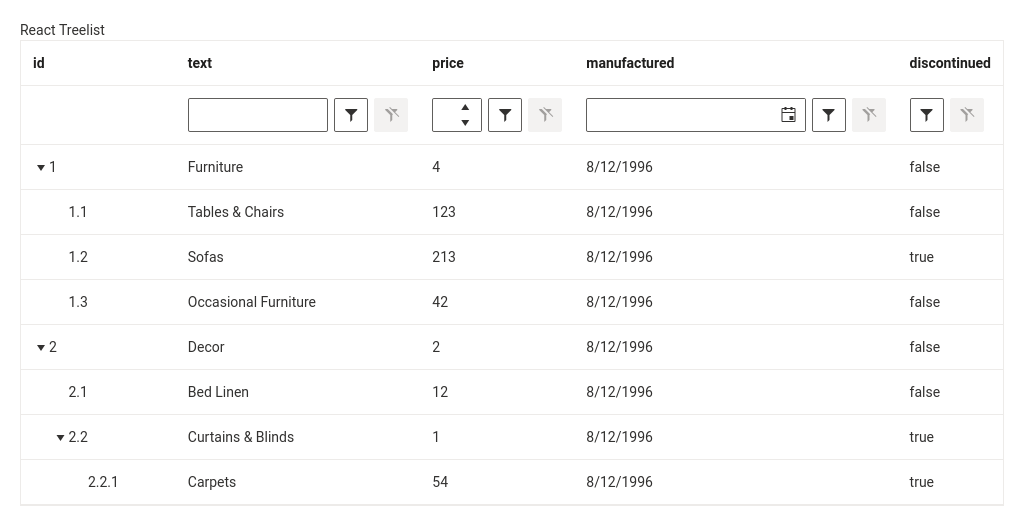 React Treelist
id text price manufactured discontinued
1 Furniture 4 8/12/1996 false
1.1 Tables & Chairs 123 8/12/1996 false
1.2 Sofas 213 8/12/1996 true
1.3 Occasional Furniture 42 8/12/1996 false
2 Decor 2 8/12/1996 false
2.1 Bed Linen 12 8/12/1996 false
2.2 Curtains & Blinds 1 8/12/1996 true
2.2.1 Carpets 54 8/12/1996 true